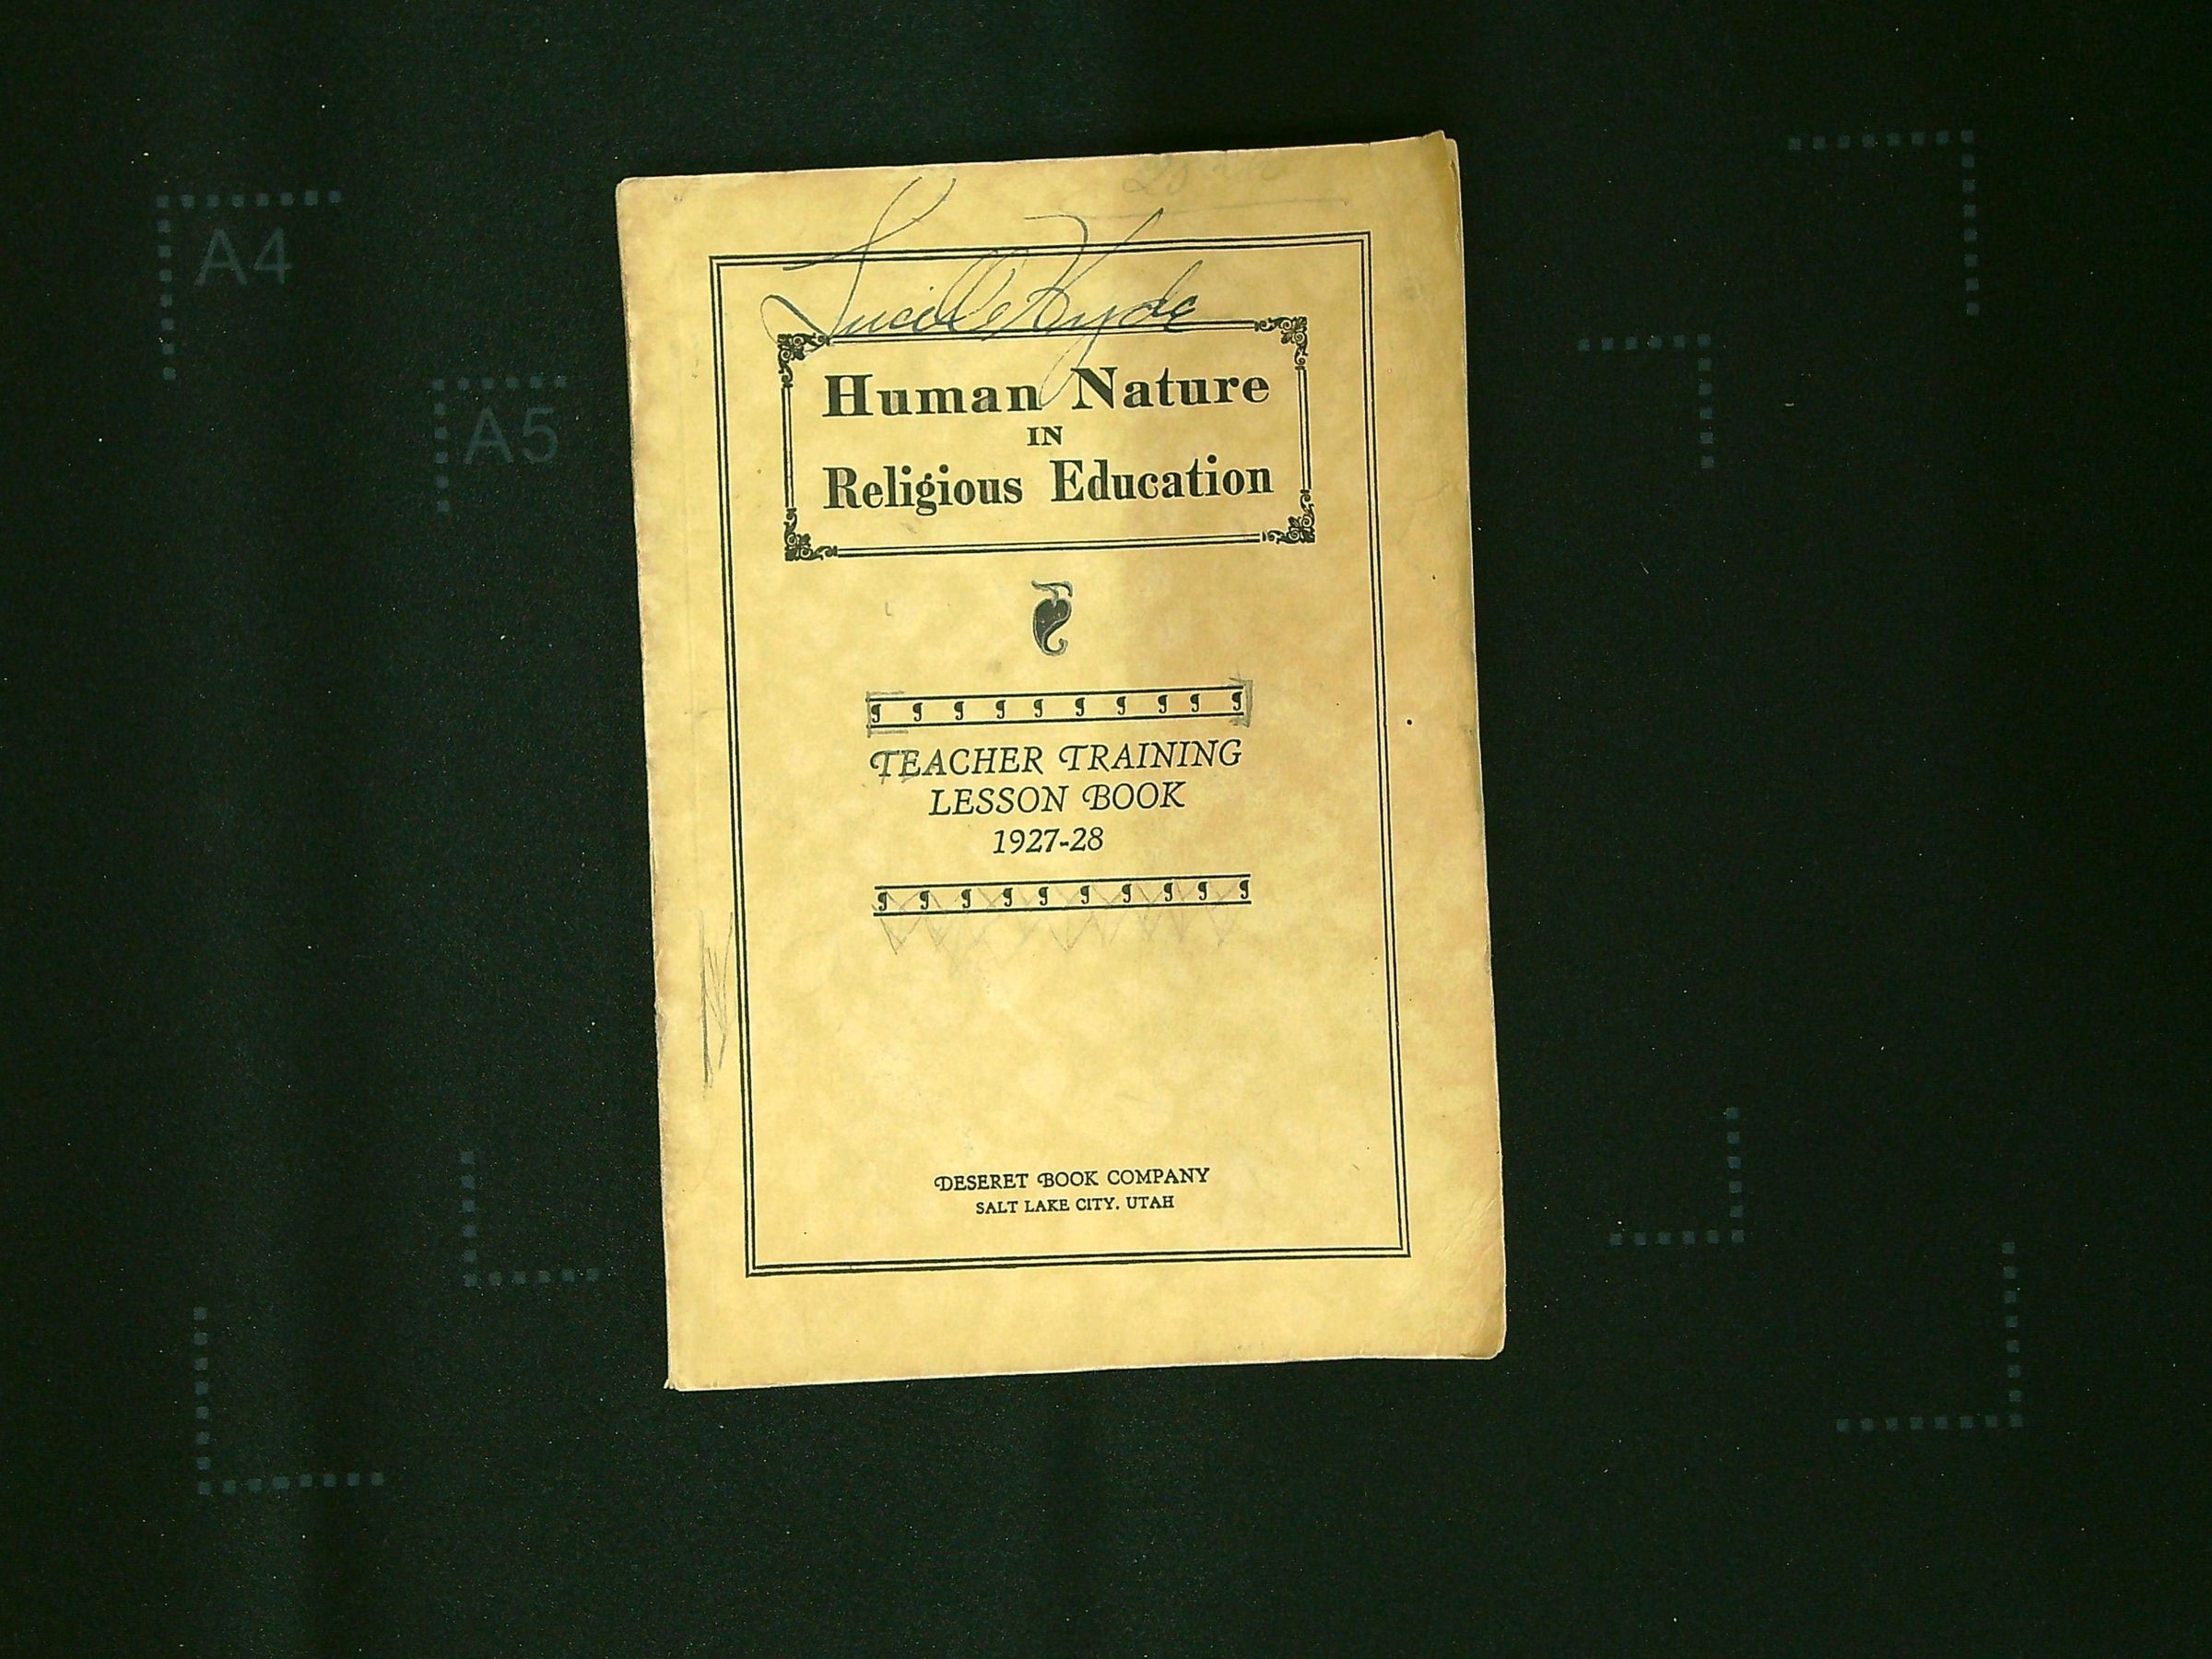 A4
A5
Lucille Hyde
Human Nature
IN
Religious Education
TEACHER TRAINING
LESSON BOOK
1927-28
DESERET BOOK COMPANY
SALT LAKE CITY, UTAH